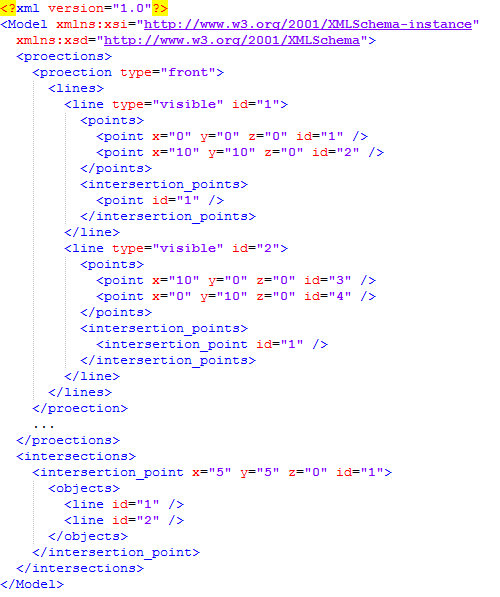 <?xml version="1.0"?>
<Model xmlns:xsi="http://www.w3.org/2001/XMLSchema-instance"
xmlns:xsd="http://www.w3.org/2001/XMLSchema">
<proections>
<proection type="front">
<lines>
<line type="visible" id="1">
<points>
<point x="0" y="0" z="0" id="1" />
<point x="10" y="10" z="0" id="2" />
</points>
<intersertion_points>
<point id="1" />
</intersertion_points>
</line>
<line type="visible" id="2">
<points>
<point x="10" y="0" z="0" id="3" />
<point x="0" y="10" z="0" id="4" />
</points>
<intersertion_points>
<intersertion_point id="1" />
</intersertion_points>
</line>
</lines>
</proection>
...
</proections>
<intersections>
<intersertion_point x="5" y="5" z="0" id="1">
<objects>
<line id="1" />
<line id="2" />
</objects>
</intersertion_point>
</intersections>
</Model>